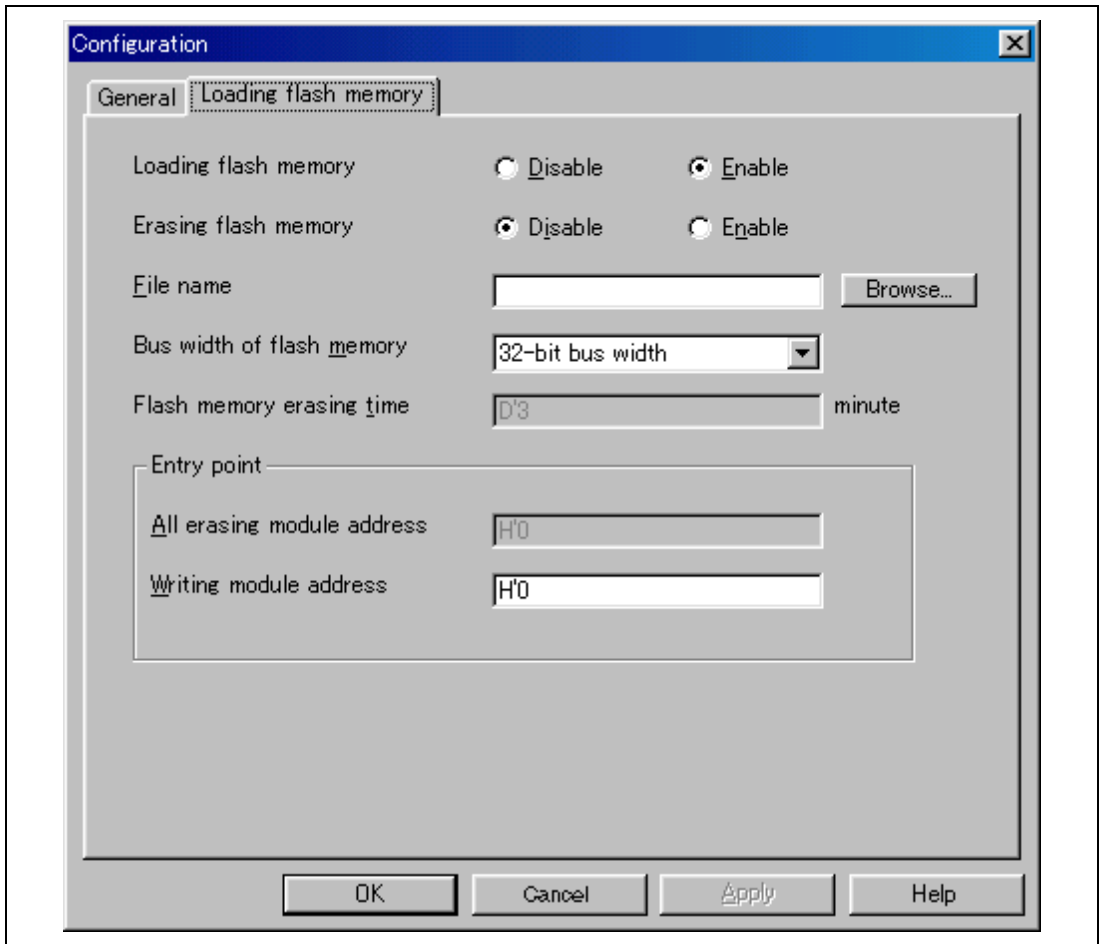 Configuration
General Loading flash memory
Loading flash memory Disable Enable
Erasing flash memory Disable Enable
File name Browse...
Bus width of flash memory 32-bit bus width
Flash memory erasing time D'3 minute
Entry point
All erasing module address H'0
Writing module address H'0
OK Cancel Apply Help